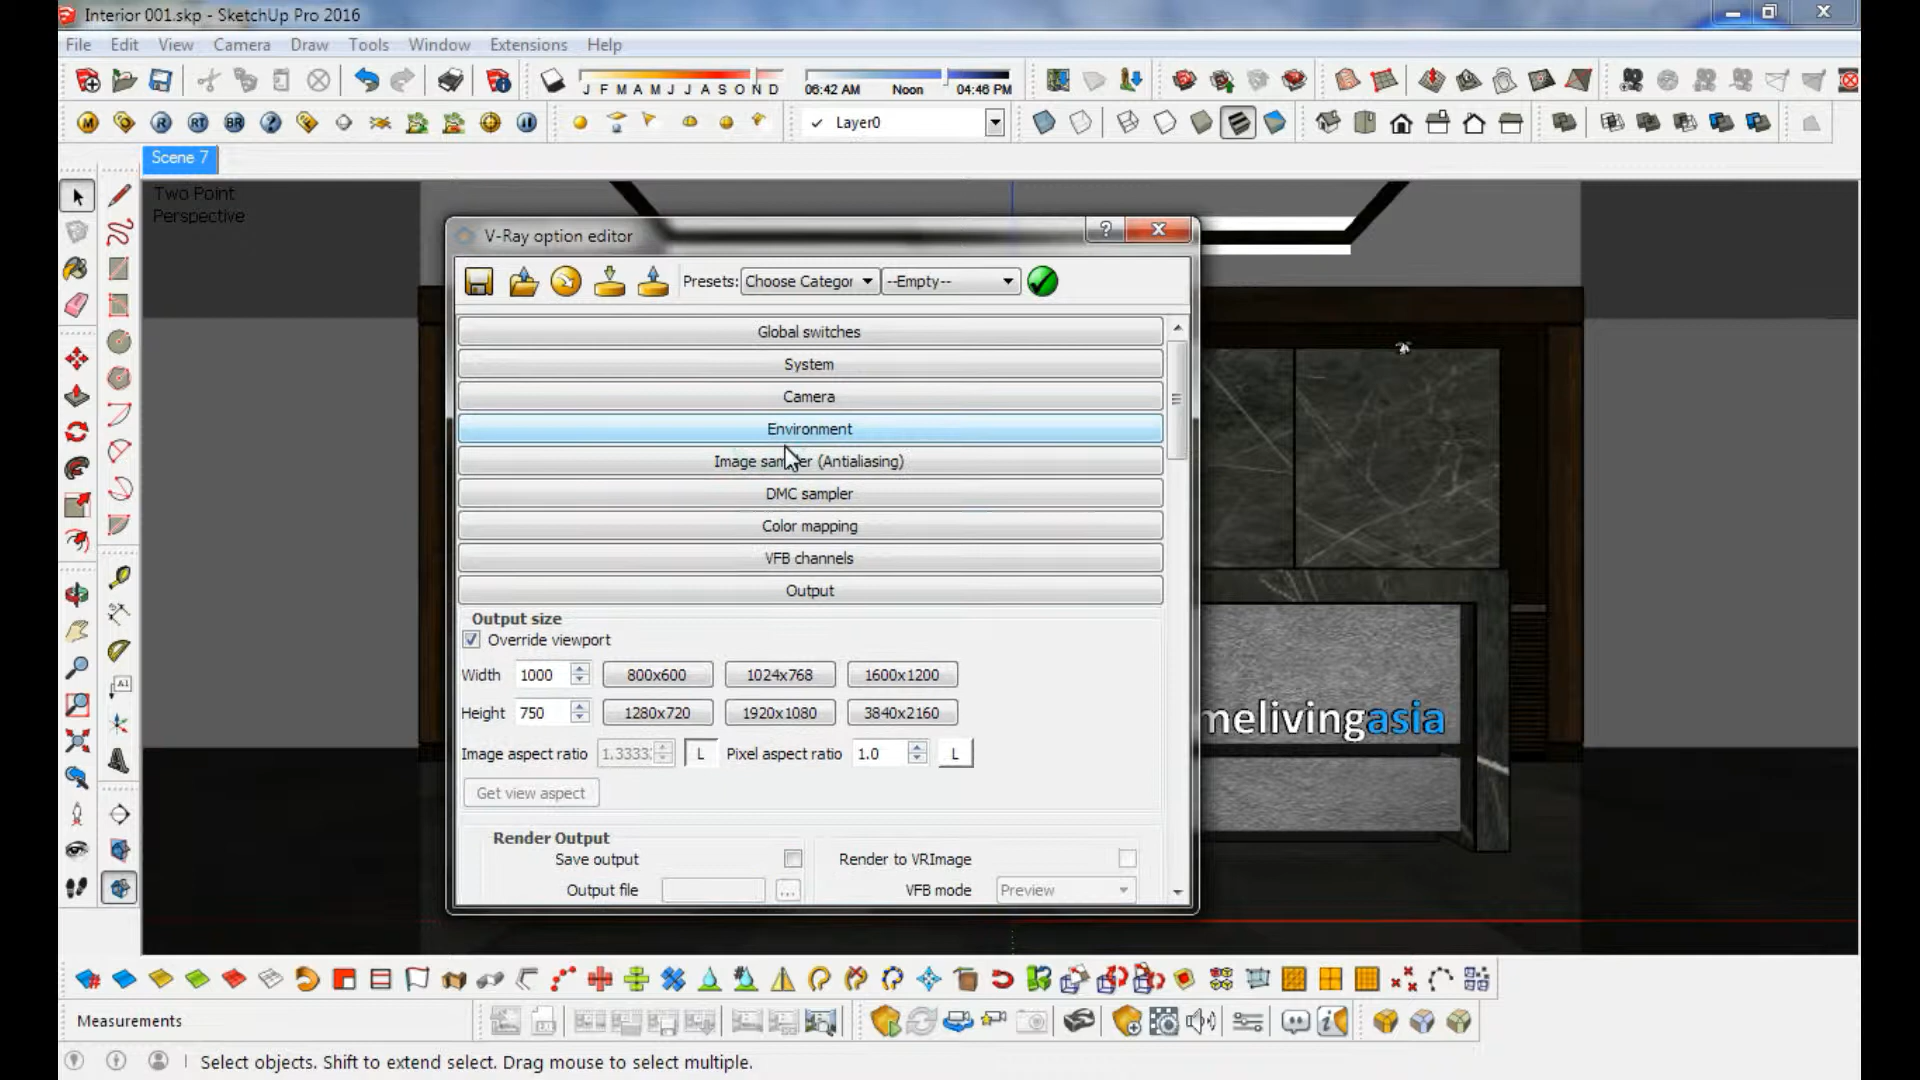 Interior 001.skp - SketchUp Pro 2016
File Edit View Camera Draw Tools Window Extensions Help
J F M A M J J A S O N D 06:42 AM Noon 04:46 PM
M R RT BR ? Layer0
Scene 7
Two Point
Perspective
V-Ray option editor ?
Presets: Choose Categor --Empty--
Global switches
System
Camera
Environment
Image sampler (Antialiasing)
DMC sampler
Color mapping
VFB channels
Output
Output size
Override viewport
Width 1000 800x600 1024x768 1600x1200
Height 750 1280x720 1920x1080 3840x2160
meliving asia
Image aspect ratio 1.3333: L Pixel aspect ratio 1.0 L
Get view aspect
Render Output
Save output Render to VRImage
Output file ... VFB mode Preview
Measurements
Select objects. Shift to extend select. Drag mouse to select multiple.